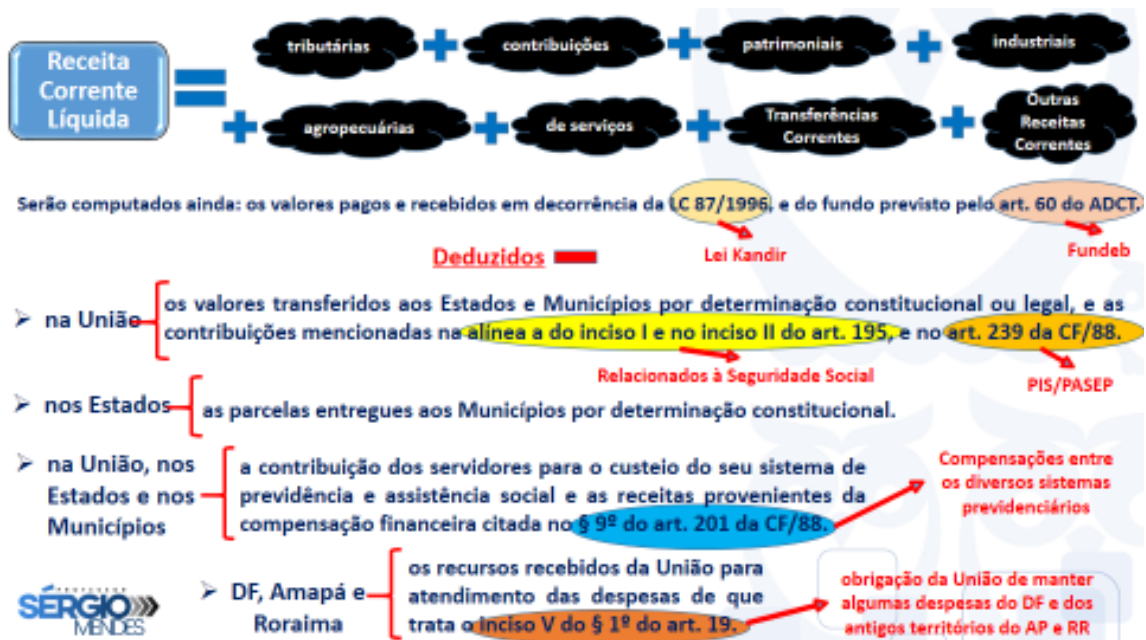 Receita
Corrente
Líquida
tributárias
contribuições
patrimoniais
industriais
agropecuárias
de serviços
Transferências
Correntes
Outras
Receitas
Correntes
Serão computados ainda: os valores pagos e recebidos em decorrência da LC 87/1996, e do fundo previsto pelo art. 60 do ADCT.
Lei Kandir
Fundeb
Deduzidos
na União
os valores transferidos aos Estados e Municípios por determinação constitucional ou legal, e as
contribuições mencionadas na alínea a do inciso I e no inciso II do art. 195, e no art. 239 da CF/88.
Relacionados à Seguridade Social
PIS/PASEP
nos Estados
as parcelas entregues aos Municípios por determinação constitucional.
na União, nos
Estados e nos
Municípios
a contribuição dos servidores para o custeio do seu sistema de
previdência e assistência social e as receitas provenientes da
compensação financeira citada no § 9º do art. 201 da CF/88.
Compensações entre
os diversos sistemas
previdenciários
DF, Amapá e
Roraima
os recursos recebidos da União para
atendimento das despesas de que
trata o inciso V do § 1º do art. 19.
obrigação da União de manter
algumas despesas do DF e dos
antigos territórios do AP e RR
PROFESSOR
SÉRGIO
MENDES